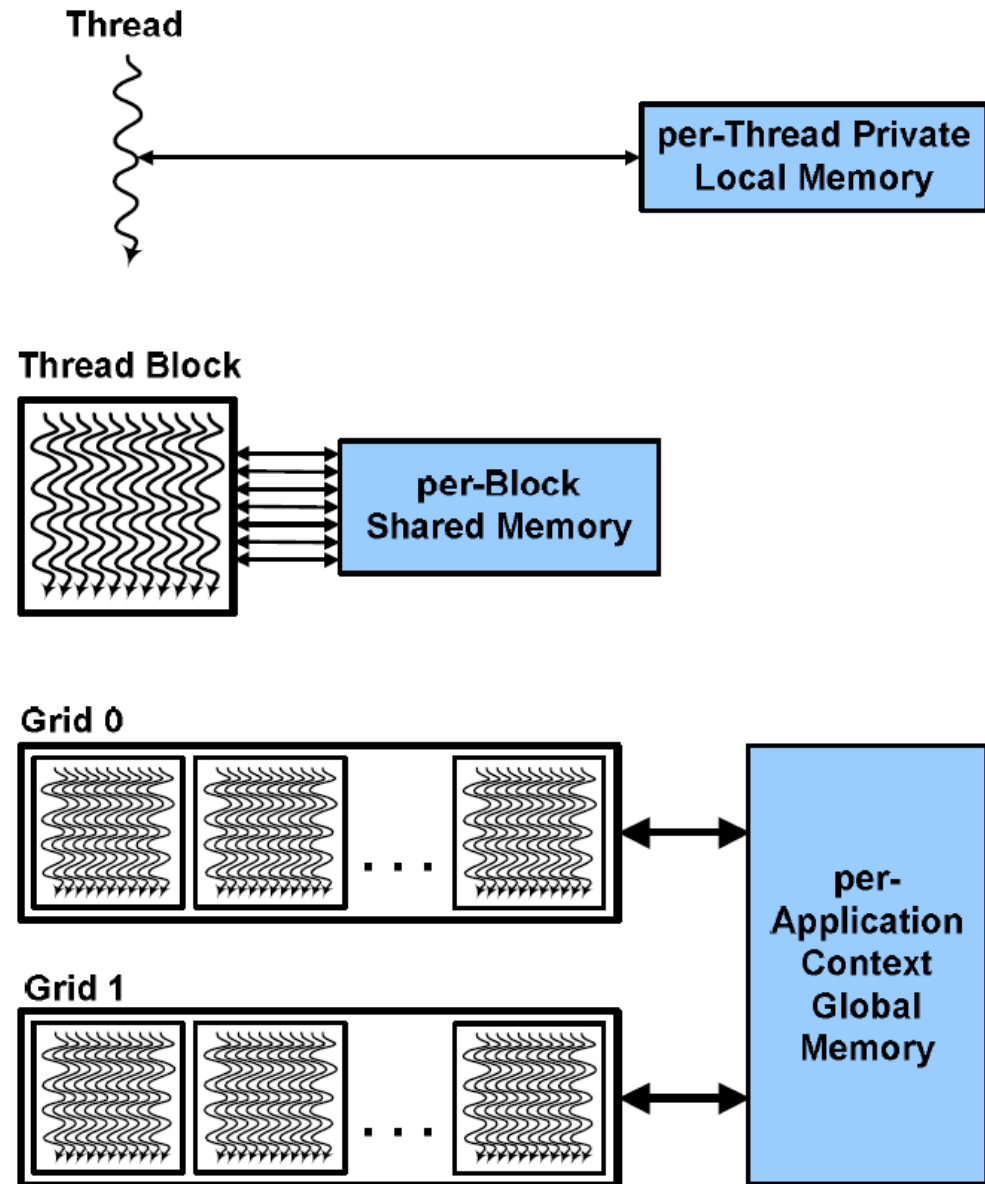 Thread
per-Thread Private
Local Memory
Thread Block
per-Block
Shared Memory
Grid 0
. . .
per-
Application
Context
Global
Memory
Grid 1
. . .